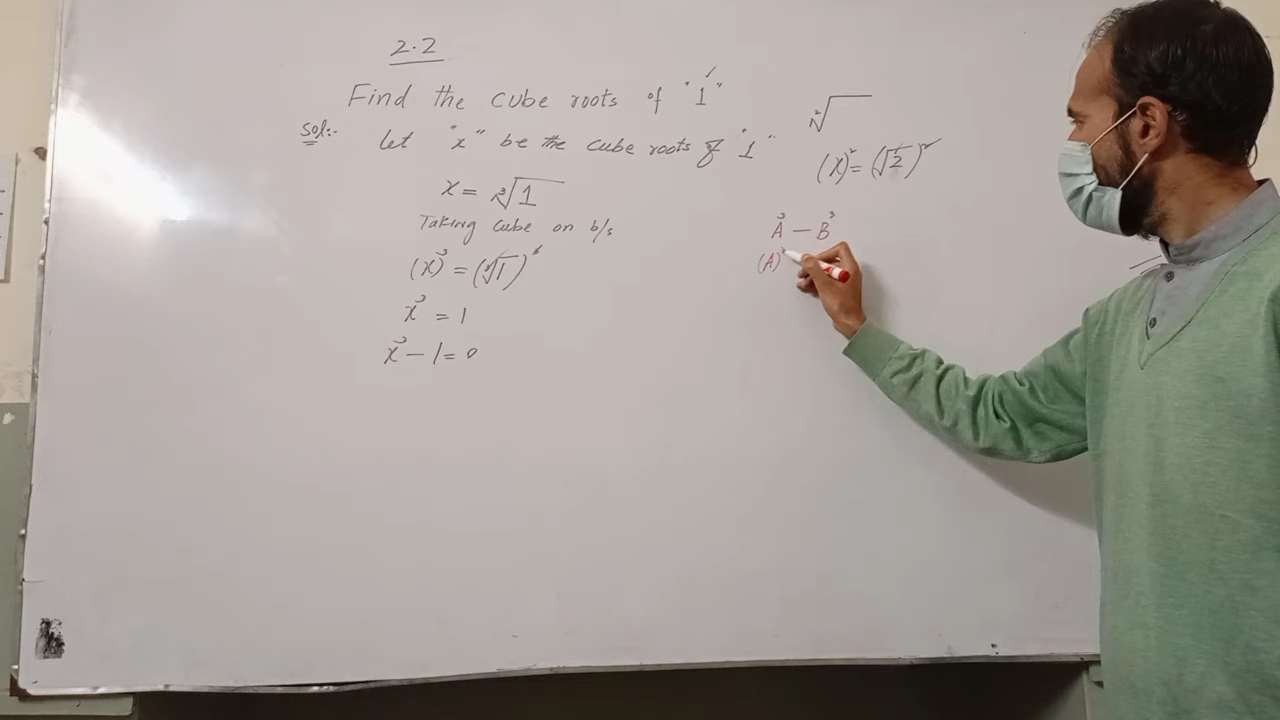 2.2
Find the cube roots of "1"
Sol:-
Let "x" be the cube roots of "1"
x = ∛1
Taking cube on b/s
(x)³ = (∛1)³
x³ = 1
x³ - 1 = 0
²√
(x)² = (√2)²
A³ - B³
(A)³